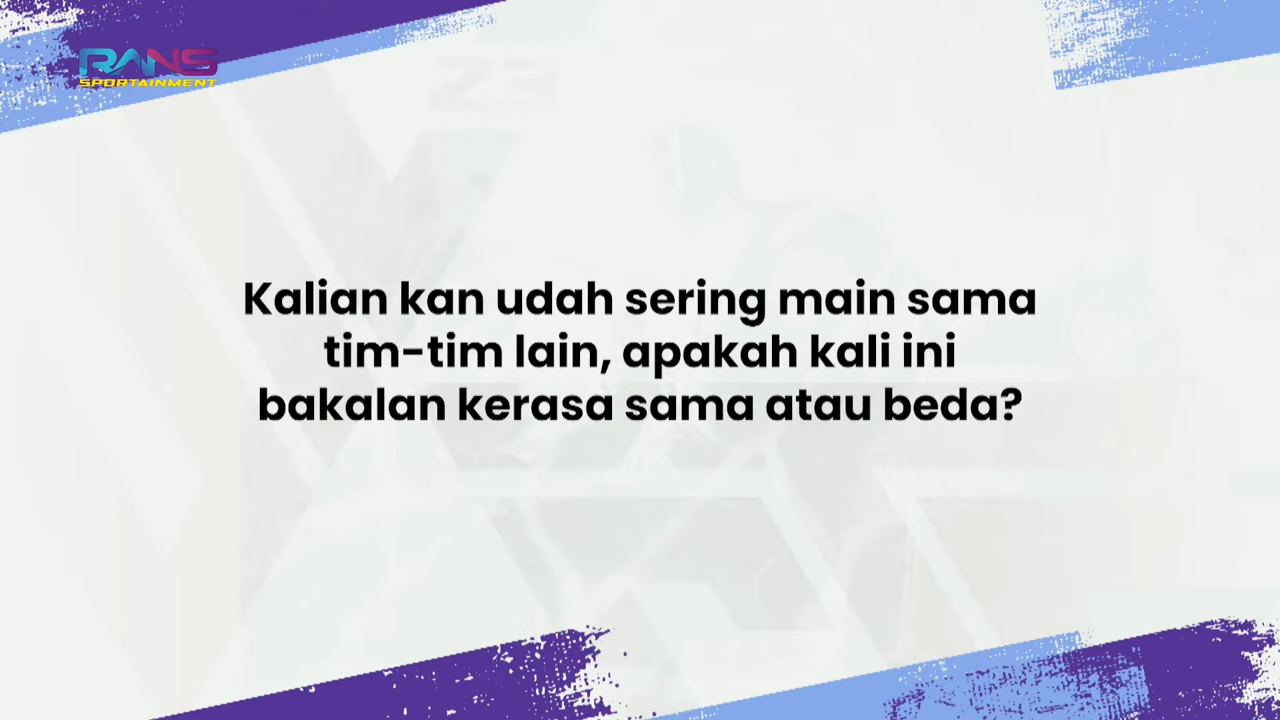 RANS
SPORTAINMENT
Kalian kan udah sering main sama
tim-tim lain, apakah kali ini
bakalan kerasa sama atau beda?